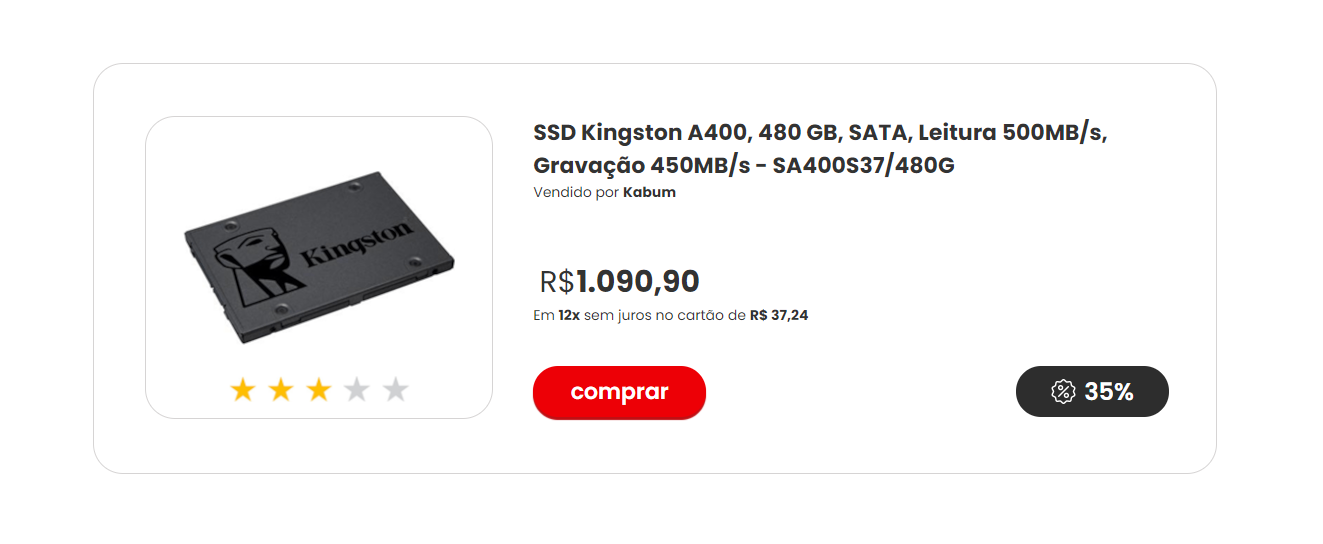 SSD Kingston A400, 480 GB, SATA, Leitura 500MB/s,
Gravação 450MB/s - SA400S37/480G
Vendido por Kabum
Kingston
R$1.090,90
Em 12x sem juros no cartão de R$ 37,24
comprar
35%